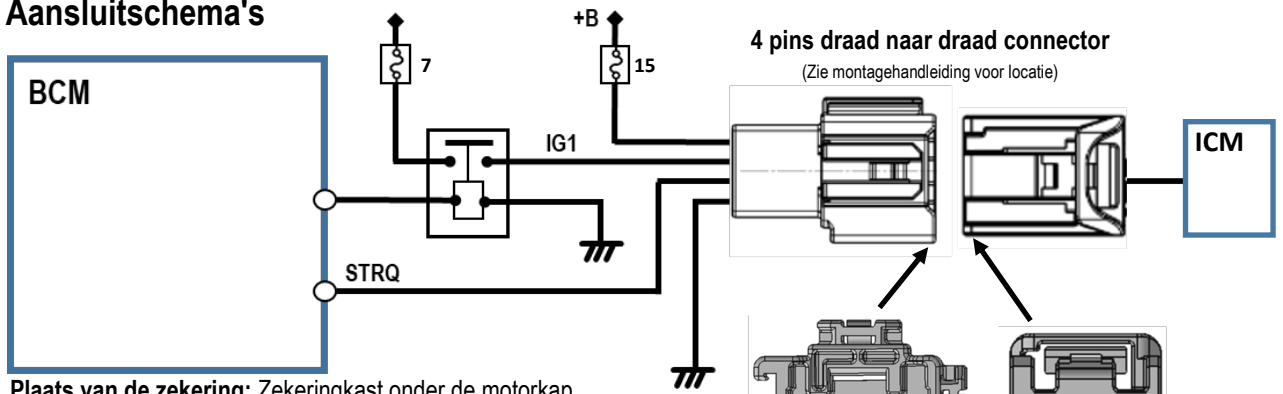 Aansluitschema's
+B
7
15
4 pins draad naar draad connector
(Zie montagehandleiding voor locatie)
BCM
IG1
ICM
STRQ
Plaats van de zekering: Zekeringkast onder de motorkap